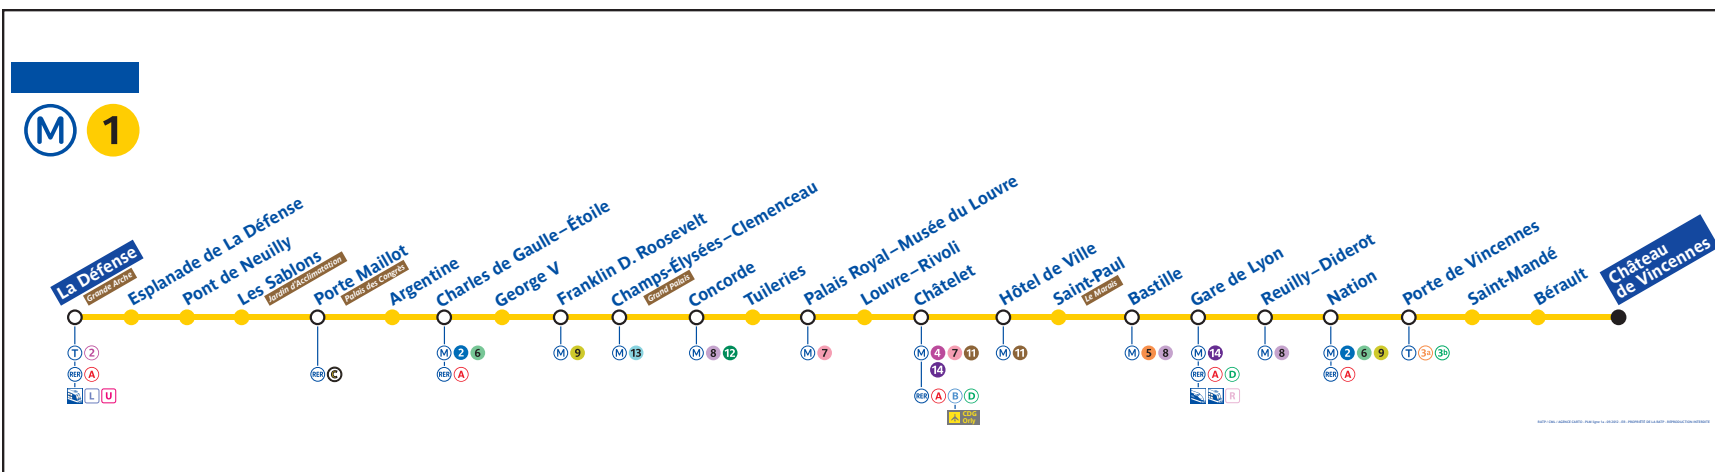 M 1
La Défense
Grande Arche
Esplanade de La Défense
Pont de Neuilly
Les Sablons
Jardin d'Acclimatation
Porte Maillot
Palais des Congrès
Argentine
Charles de Gaulle–Étoile
George V
Franklin D. Roosevelt
Champs-Élysées–Clemenceau
Grand Palais
Concorde
Tuileries
Palais Royal–Musée du Louvre
Louvre–Rivoli
Châtelet
Hôtel de Ville
Saint-Paul
Le Marais
Bastille
Gare de Lyon
Reuilly–Diderot
Nation
Porte de Vincennes
Saint-Mandé
Bérault
Château
de Vincennes
T 2
RER A
L U
RER C
M 2 6
RER A
M 9
M 13
M 8 12
M 7
M 4 7 11
14
RER A B D
CDG
Orly
M 11
M 5 8
M 14
RER A D
R
M 8
M 2 6 9
RER A
T 3a 3b